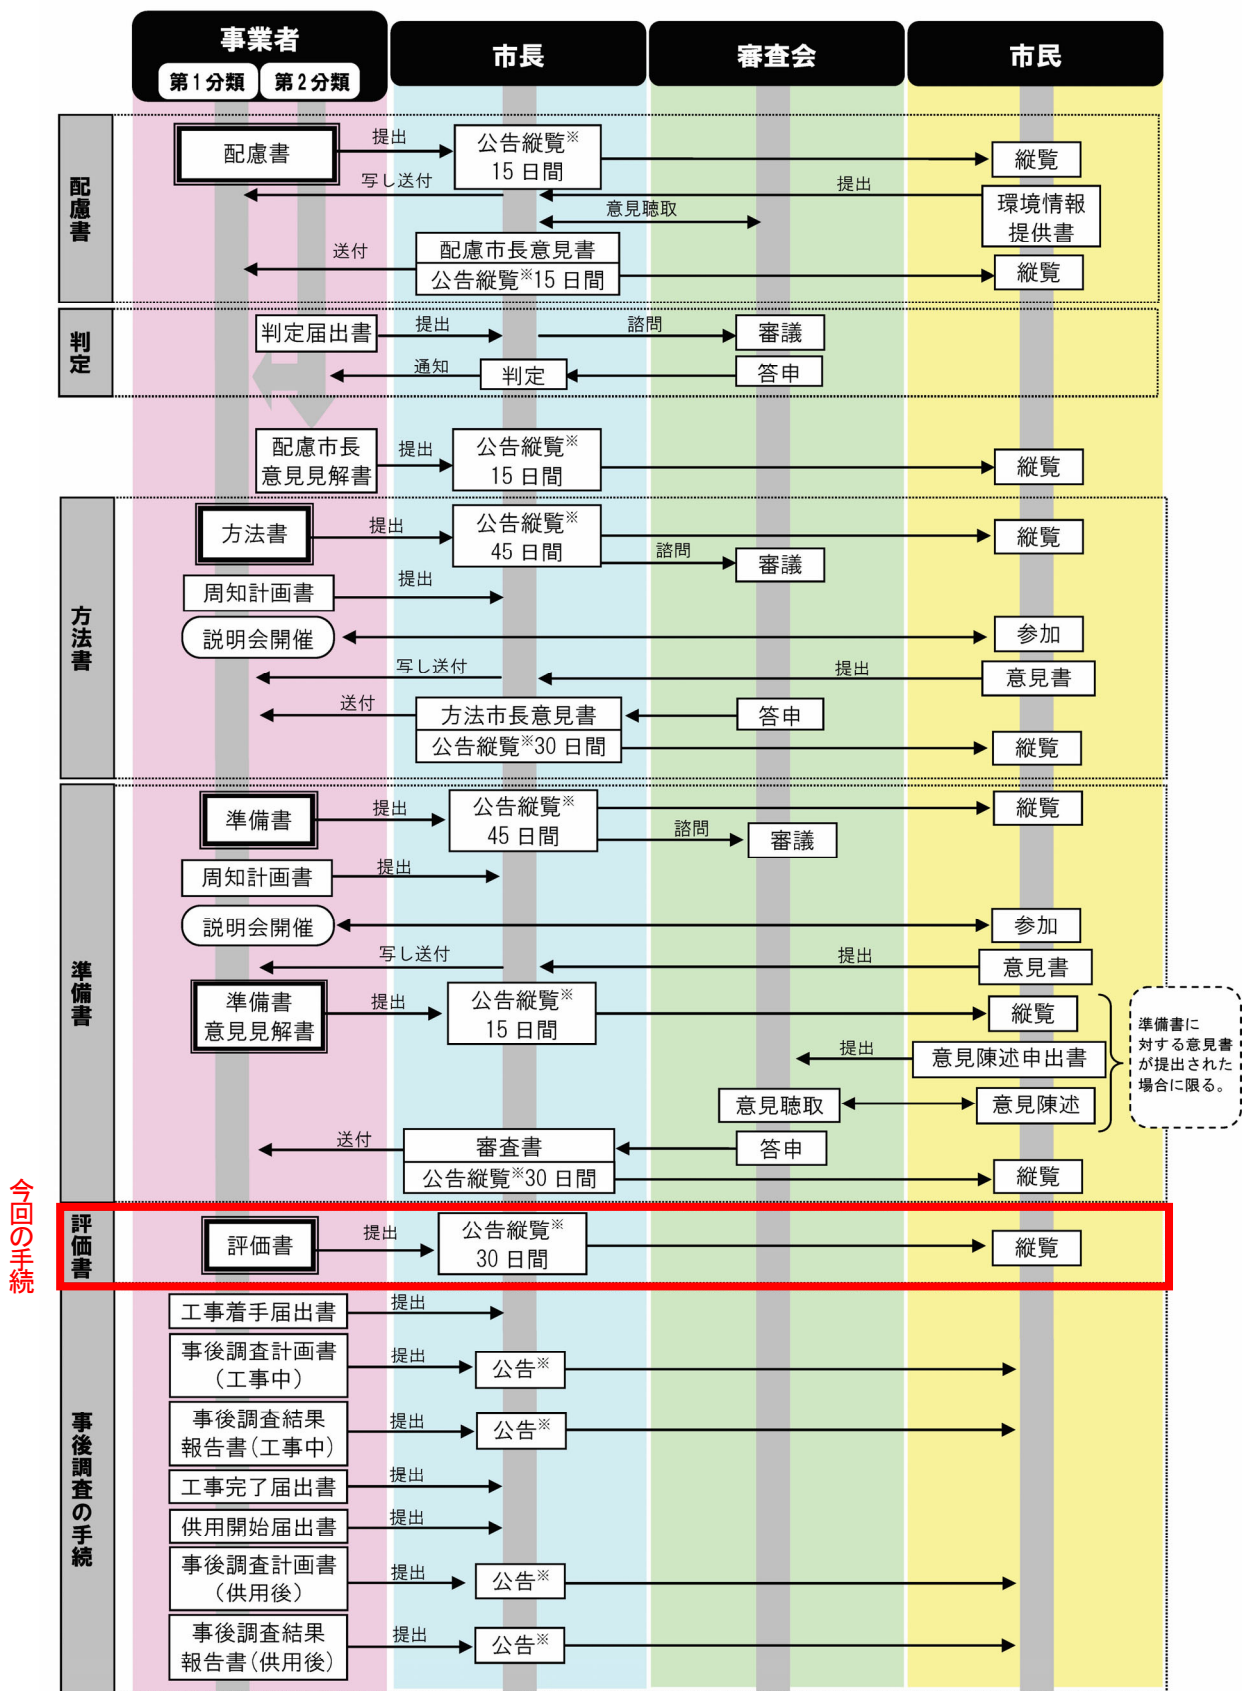 事業者
第1分類
第2分類
市長
審査会
市民
配慮書
配慮書
提出
公告縦覧※
15日間
縦覧
写し送付
提出
環境情報
提供書
意見聴取
送付
配慮市長意見書
公告縦覧※15日間
縦覧
判定
判定届出書
提出
諮問
審議
通知
判定
答申
配慮市長
意見見解書
提出
公告縦覧※
15日間
縦覧
方法書
方法書
提出
公告縦覧※
45日間
縦覧
諮問
審議
周知計画書
提出
説明会開催
参加
写し送付
提出
意見書
送付
方法市長意見書
公告縦覧※30日間
答申
縦覧
準備書
準備書
提出
公告縦覧※
45日間
縦覧
諮問
審議
周知計画書
提出
説明会開催
参加
写し送付
提出
意見書
準備書
意見見解書
提出
公告縦覧※
15日間
縦覧
準備書に
対する意見書
が提出された
場合に限る。
提出
意見陳述申出書
意見聴取
意見陳述
送付
審査書
公告縦覧※30日間
答申
縦覧
今回の手続
評価書
評価書
提出
公告縦覧※
30日間
縦覧
事後調査の手続
工事着手届出書
提出
事後調査計画書
（工事中）
提出
公告※
事後調査結果
報告書（工事中）
提出
公告※
工事完了届出書
提出
供用開始届出書
提出
事後調査計画書
（供用後）
提出
公告※
事後調査結果
報告書（供用後）
提出
公告※